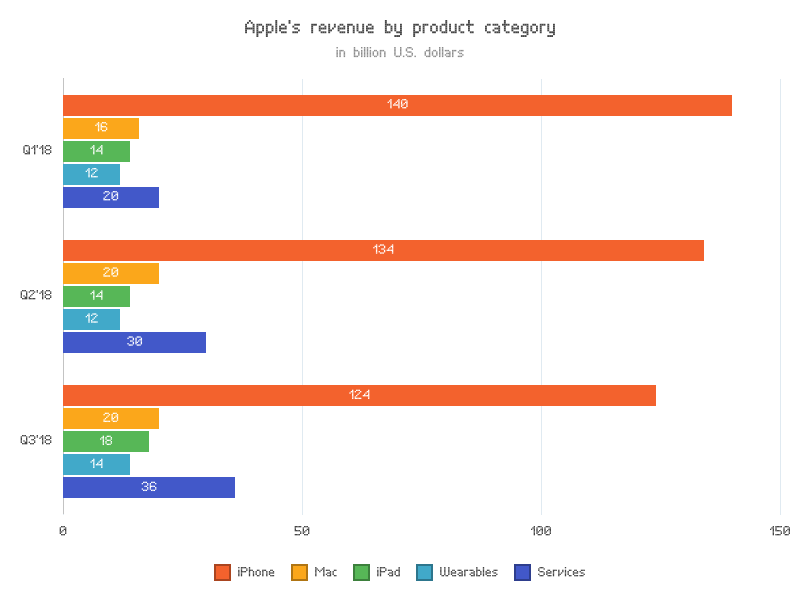 Apple's revenue by product category
in billion U.S. dollars
140
16
Q1'18
14
12
20
134
20
Q2'18
14
12
30
124
20
Q3'18
18
14
36
0 50 100 150
iPhone Mac iPad Wearables Services